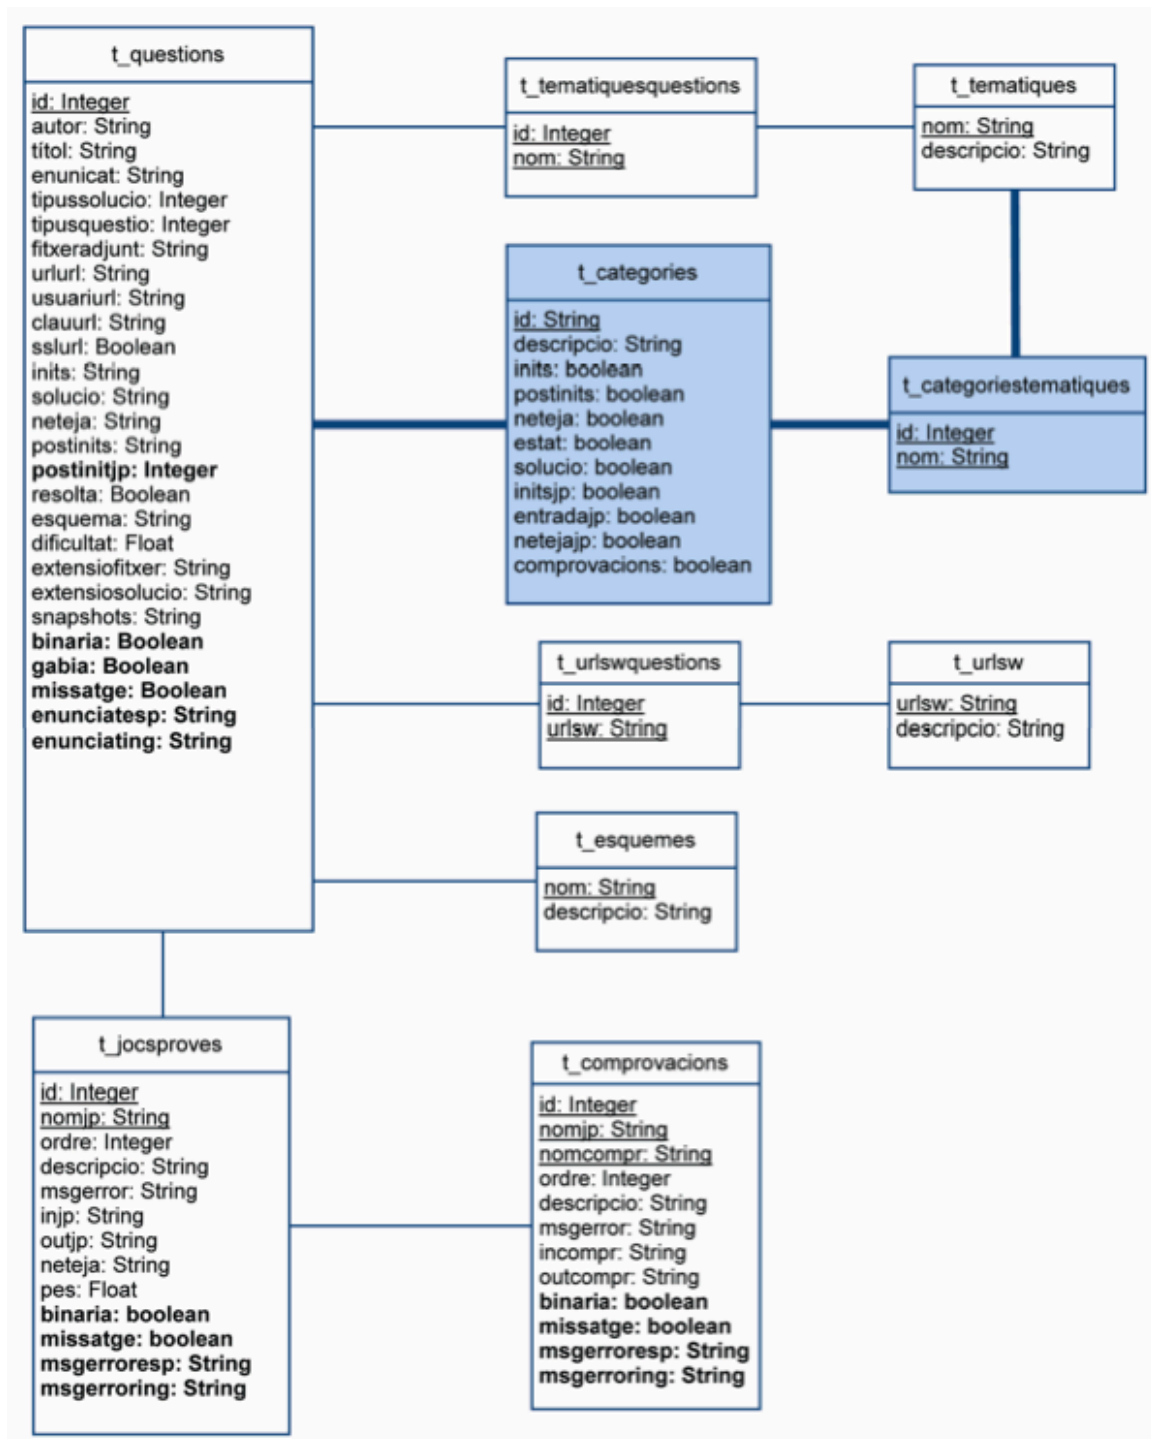 t_questions
id: Integer
autor: String
títol: String
enunicat: String
tipussolucio: Integer
tipusquestio: Integer
fitxeradjunt: String
urlurl: String
usuariurl: String
clauurl: String
sslurl: Boolean
inits: String
solucio: String
neteja: String
postinits: String
postinitjp: Integer
resolta: Boolean
esquema: String
dificultat: Float
extensiofitxer: String
extensiosolucio: String
snapshots: String
binaria: Boolean
gabia: Boolean
missatge: Boolean
enunciatesp: String
enunciating: String
t_tematiquesquestions
id: Integer
nom: String
t_tematiques
nom: String
descripcio: String
t_categories
id: String
descripcio: String
inits: boolean
postinits: boolean
neteja: boolean
estat: boolean
solucio: boolean
initsjp: boolean
entradajp: boolean
netejajp: boolean
comprovacions: boolean
t_categoriestematiques
id: Integer
nom: String
t_urlswquestions
id: Integer
urlsw: String
t_urlsw
urlsw: String
descripcio: String
t_esquemes
nom: String
descripcio: String
t_jocsproves
id: Integer
nomjp: String
ordre: Integer
descripcio: String
msgerror: String
injp: String
outjp: String
neteja: String
pes: Float
binaria: boolean
missatge: boolean
msgerroresp: String
msgerroring: String
t_comprovacions
id: Integer
nomjp: String
nomcompr: String
ordre: Integer
descripcio: String
msgerror: String
incompr: String
outcompr: String
binaria: boolean
missatge: boolean
msgerroresp: String
msgerroring: String